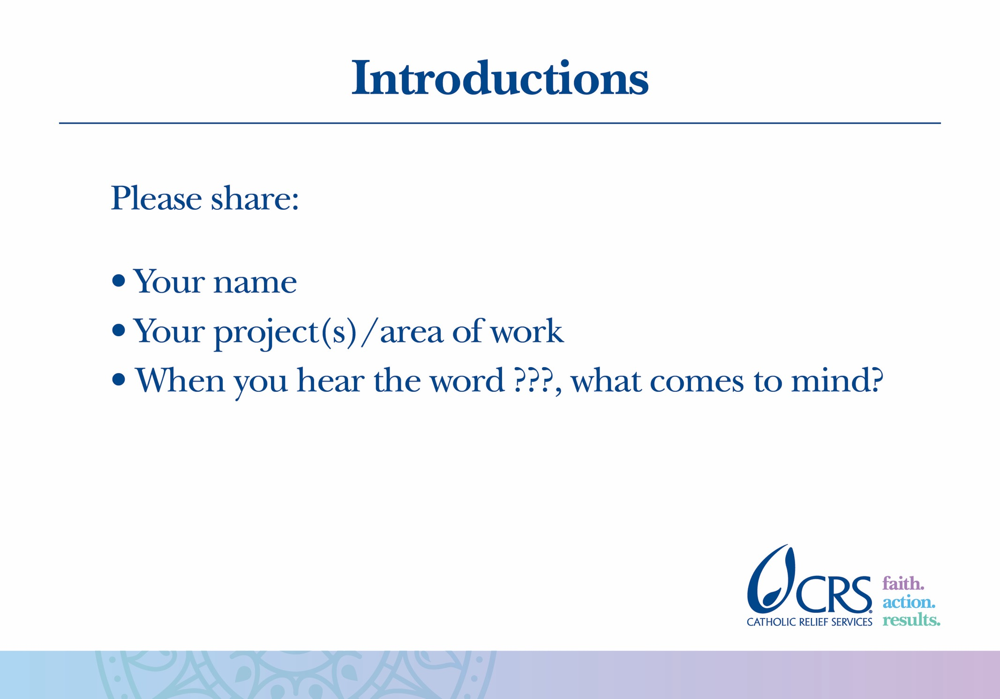 Introductions
Please share:
• Your name
• Your project(s)/area of work
• When you hear the word ???, what comes to mind?
CRS®
CATHOLIC RELIEF SERVICES
faith.
action.
results.